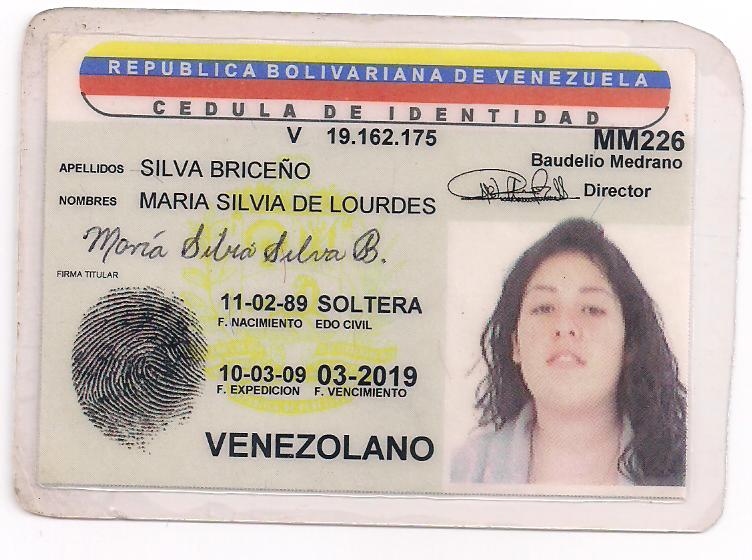 REPUBLICA BOLIVARIANA DE VENEZUELA
CEDULA DE IDENTIDAD
V 19.162.175
MM226
Baudelio Medrano
Director
APELLIDOS SILVA BRICEÑO
NOMBRES MARIA SILVIA DE LOURDES
María Silvia Silva B.
FIRMA TITULAR
11-02-89 SOLTERA
F. NACIMIENTO EDO CIVIL
10-03-09 03-2019
F. EXPEDICION F. VENCIMIENTO
VENEZOLANO